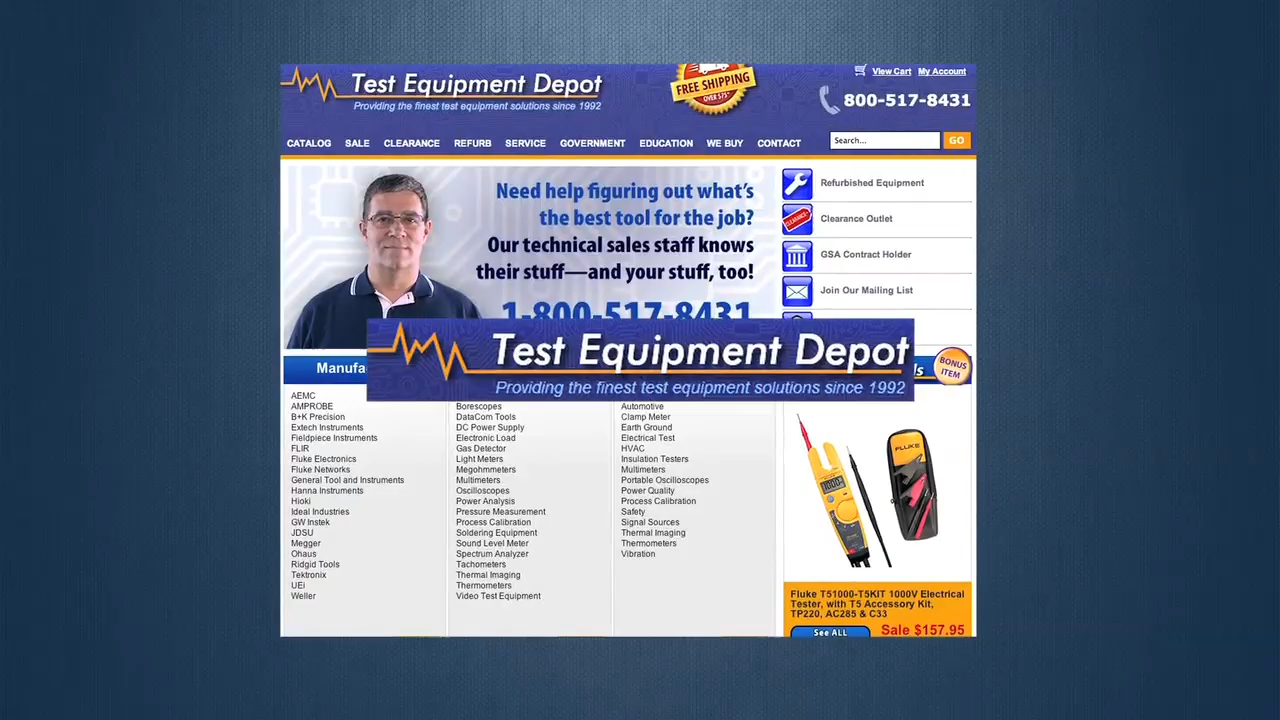 Test Equipment Depot
Providing the finest test equipment solutions since 1992
FREE SHIPPING
OVER $75*
View Cart My Account
800-517-8431
CATALOG SALE CLEARANCE REFURB SERVICE GOVERNMENT EDUCATION WE BUY CONTACT
Search... GO
Need help figuring out what's
the best tool for the job?
Our technical sales staff knows
their stuff—and your stuff, too!
1-800-517-8431
Refurbished Equipment
CLEARANCE
Clearance Outlet
GSA Contract Holder
Join Our Mailing List
Test Equipment Depot
Providing the finest test equipment solutions since 1992
BONUS
ITEM
AEMC
AMPROBE
B+K Precision
Extech Instruments
Fieldpiece Instruments
FLIR
Fluke Electronics
Fluke Networks
General Tool and Instruments
Hanna Instruments
Hioki
Ideal Industries
GW Instek
JDSU
Megger
Ohaus
Ridgid Tools
Tektronix
UEi
Weller
Borescopes
DataCom Tools
DC Power Supply
Electronic Load
Gas Detector
Light Meters
Megohmmeters
Multimeters
Oscilloscopes
Power Analysis
Pressure Measurement
Process Calibration
Soldering Equipment
Sound Level Meter
Spectrum Analyzer
Tachometers
Thermal Imaging
Thermometers
Video Test Equipment
Automotive
Clamp Meter
Earth Ground
Electrical Test
HVAC
Insulation Testers
Multimeters
Portable Oscilloscopes
Power Quality
Process Calibration
Safety
Signal Sources
Thermal Imaging
Thermometers
Vibration
FLUKE
Fluke T51000-T5KIT 1000V Electrical
Tester, with T5 Accessory Kit,
TP220, AC285 & C33
See ALL Sale $157.95